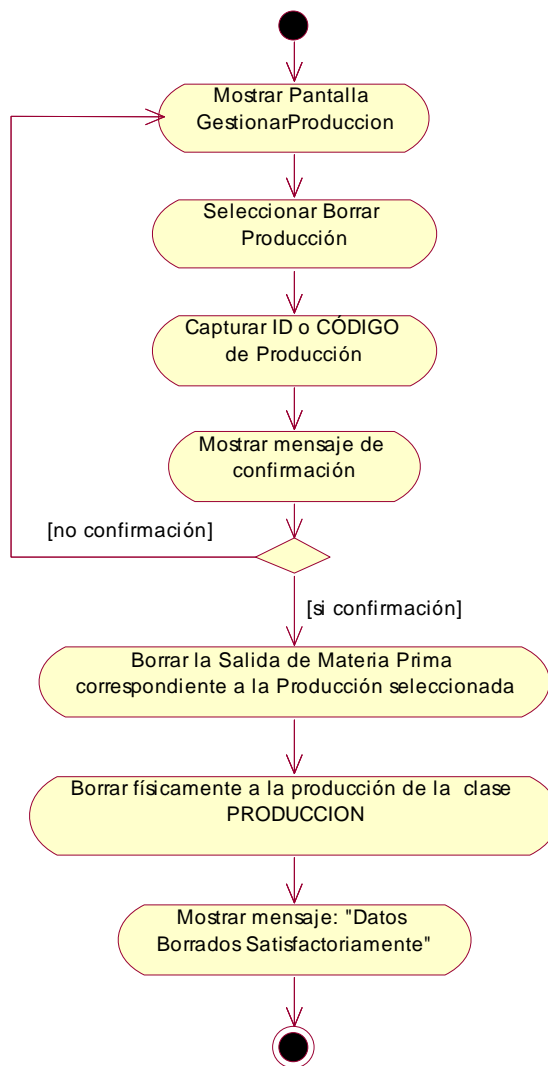 Mostrar Pantalla
GestionarProduccion
Seleccionar Borrar
Producción
Capturar ID o CÓDIGO
de Producción
Mostrar mensaje de
confirmación
[no confirmación]
[si confirmación]
Borrar la Salida de Materia Prima
correspondiente a la Producción seleccionada
Borrar físicamente a la producción de la clase
PRODUCCION
Mostrar mensaje: "Datos
Borrados Satisfactoriamente"